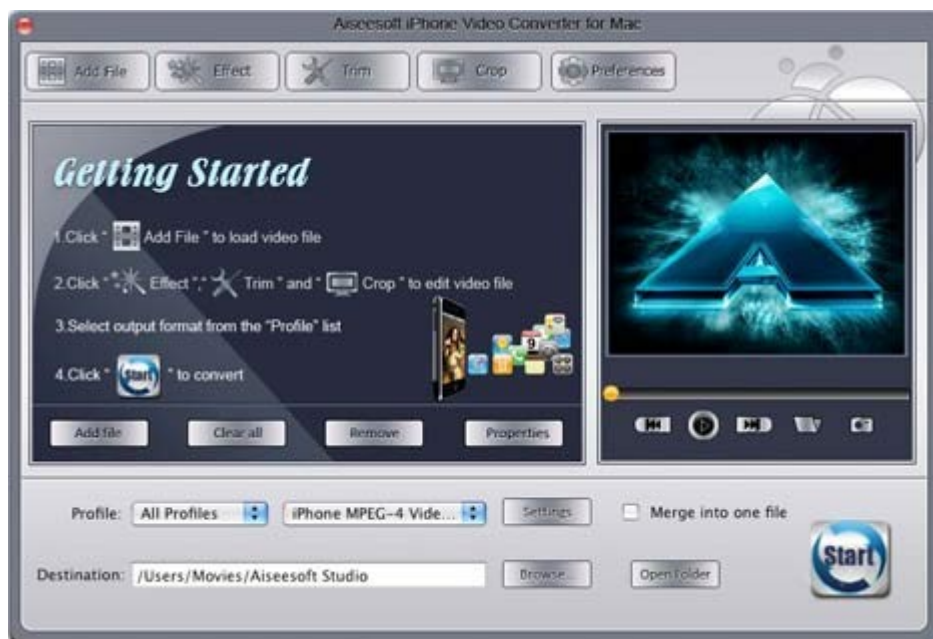 Aiseesoft iPhone Video Converter for Mac
Add File Effect Trim Crop Preferences
Getting Started
1.Click " Add File " to load video file
2.Click " Effect "," Trim " and " Crop " to edit video file
3.Select output format from the "Profile" list
9
4.Click " Start " to convert
Add file Clear all Remove Properties
Profile: All Profiles iPhone MPEG-4 Vide... Settings Merge into one file
Start
Destination: /Users/Movies/Aiseesoft Studio Browse... Open Folder